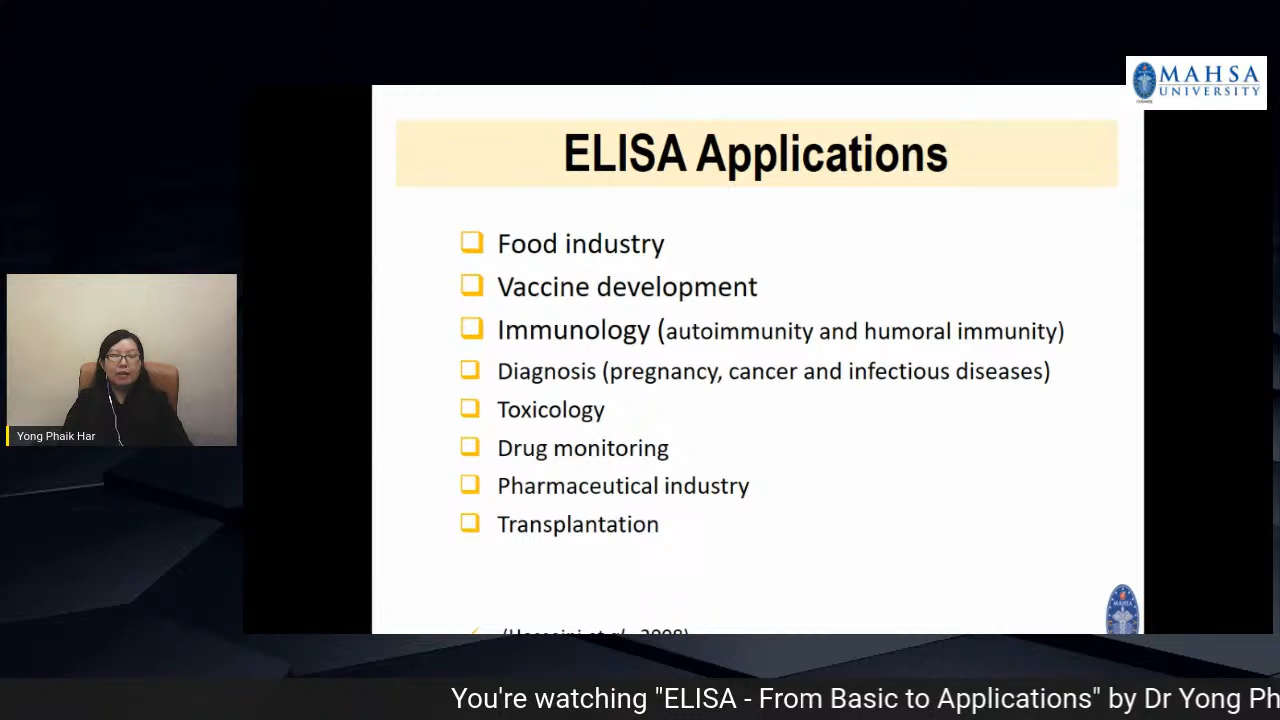 MAHSA
UNIVERSITY
ELISA Applications
Food industry
Vaccine development
Immunology (autoimmunity and humoral immunity)
Diagnosis (pregnancy, cancer and infectious diseases)
Toxicology
Drug monitoring
Pharmaceutical industry
Transplantation
Yong Phaik Har
MAHSA
You're watching "ELISA - From Basic to Applications" by Dr Yong Ph